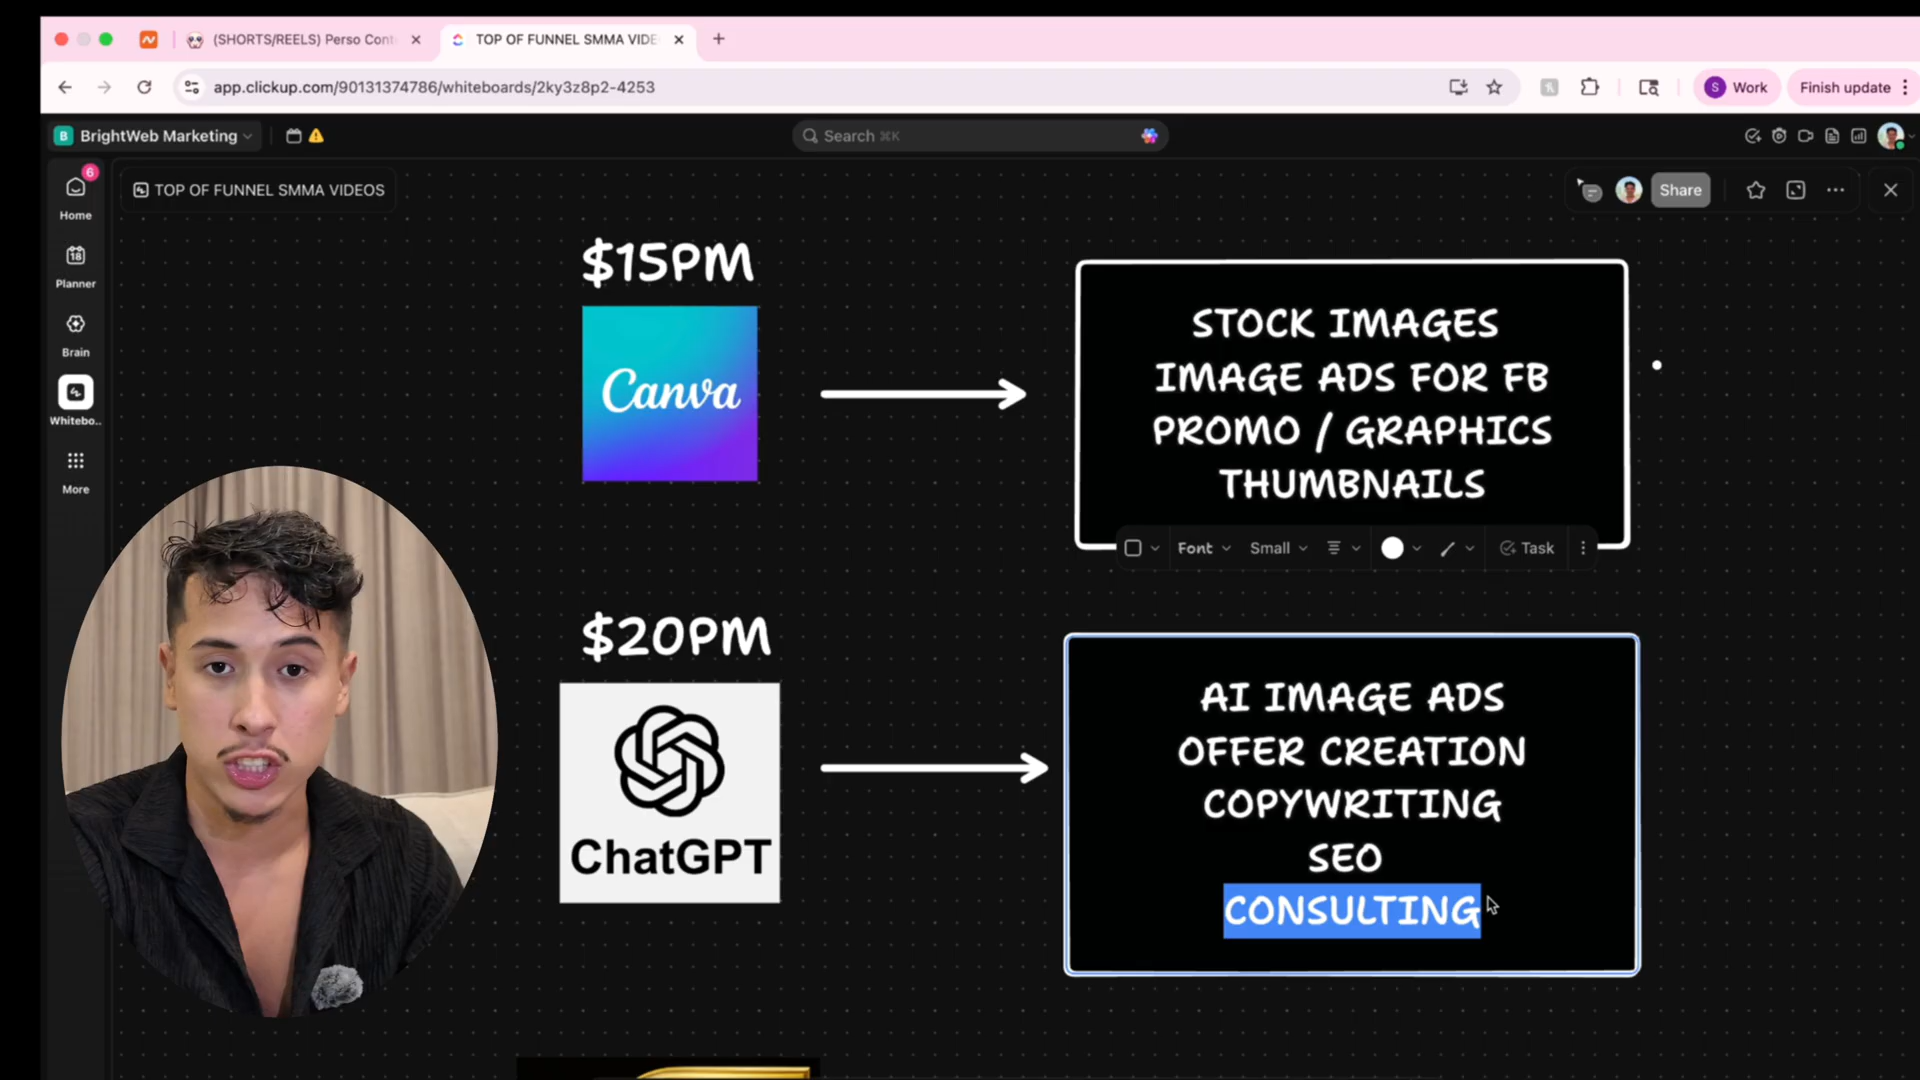 (SHORTS/REELS) Perso Cont
TOP OF FUNNEL SMMA VIDE
app.clickup.com/90131374786/whiteboards/2ky3z8p2-4253
S Work
Finish update
B BrightWeb Marketing
Search ⌘K
6
Home
TOP OF FUNNEL SMMA VIDEOS
Share
18
Planner
Brain
Whitebo..
More
$15PM
Canva
STOCK IMAGES
IMAGE ADS FOR FB
PROMO / GRAPHICS
THUMBNAILS
Font
Small
Task
$20PM
ChatGPT
AI IMAGE ADS
OFFER CREATION
COPYWRITING
SEO
CONSULTING